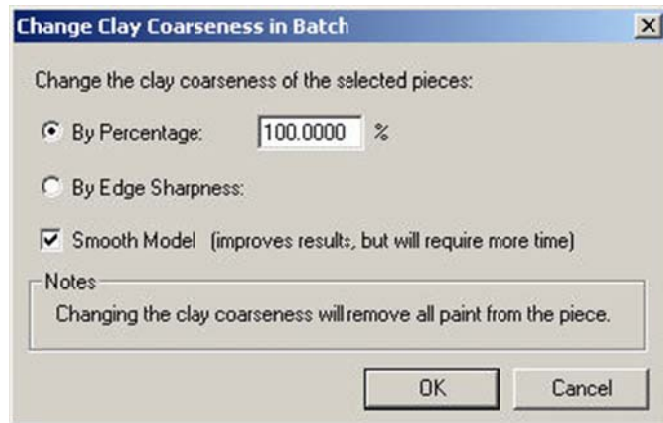 Change Clay Coarseness in Batch
Change the clay coarseness of the selected pieces:
By Percentage: 100.0000 %
By Edge Sharpness:
Smooth Model (improves results, but will require more time)
Notes
Changing the clay coarseness will remove all paint from the piece.
OK Cancel